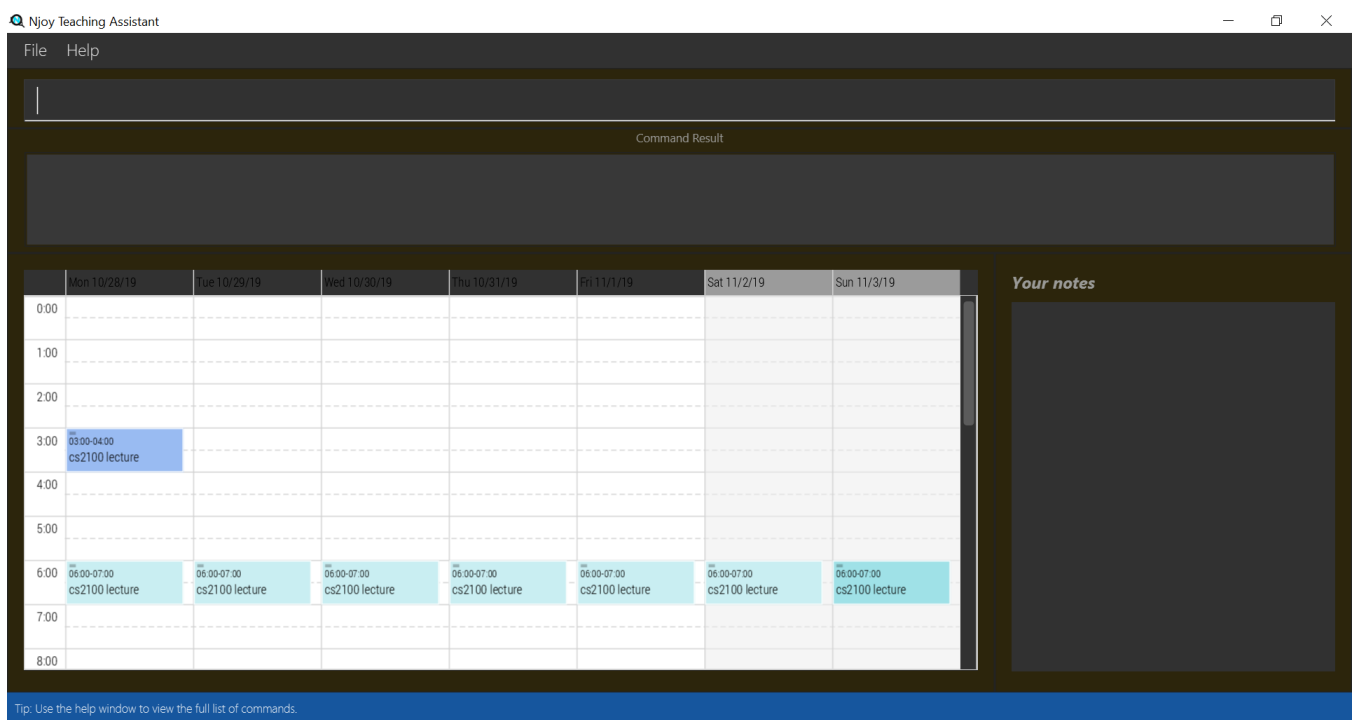 Njoy Teaching Assistant
File Help
Command Result
Mon 10/28/19 Tue 10/29/19 Wed 10/30/19 Thu 10/31/19 Fri 11/1/19 Sat 11/2/19 Sun 11/3/19
Your notes
0:00
1:00
2:00
3:00 03:00-04:00
cs2100 lecture
4:00
5:00
6:00 06:00-07:00 06:00-07:00 06:00-07:00 06:00-07:00 06:00-07:00 06:00-07:00 06:00-07:00
cs2100 lecture cs2100 lecture cs2100 lecture cs2100 lecture cs2100 lecture cs2100 lecture cs2100 lecture
7:00
8:00
Tip: Use the help window to view the full list of commands.